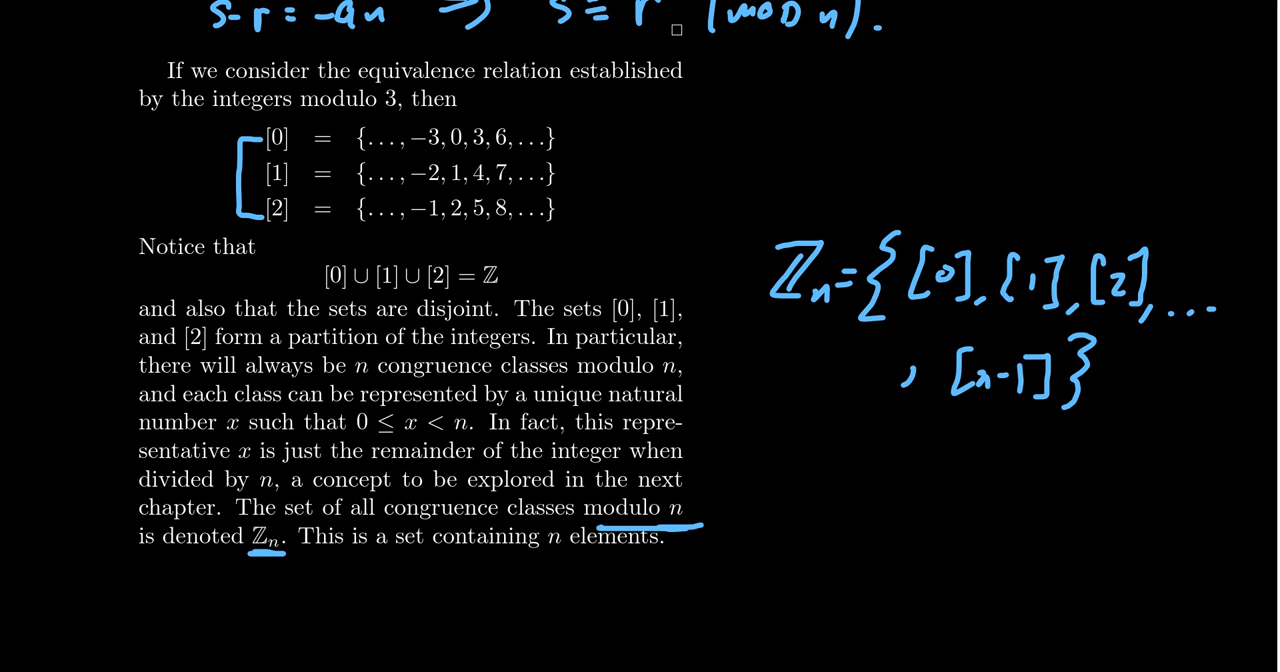 s-r = -qn ⟹ s ≡ r (mod n).
□
If we consider the equivalence relation established
by the integers modulo 3, then
[0] = {…, −3, 0, 3, 6, …}
[1] = {…, −2, 1, 4, 7, …}
[2] = {…, −1, 2, 5, 8, …}
Notice that
[0] ∪ [1] ∪ [2] = ℤ
and also that the sets are disjoint. The sets [0], [1],
and [2] form a partition of the integers. In particular,
there will always be n congruence classes modulo n,
and each class can be represented by a unique natural
number x such that 0 ≤ x < n. In fact, this repre-
sentative x is just the remainder of the integer when
divided by n, a concept to be explored in the next
chapter. The set of all congruence classes modulo n
is denoted ℤₙ. This is a set containing n elements.
ℤₙ = { [0], [1], [2], …
, [n-1] }